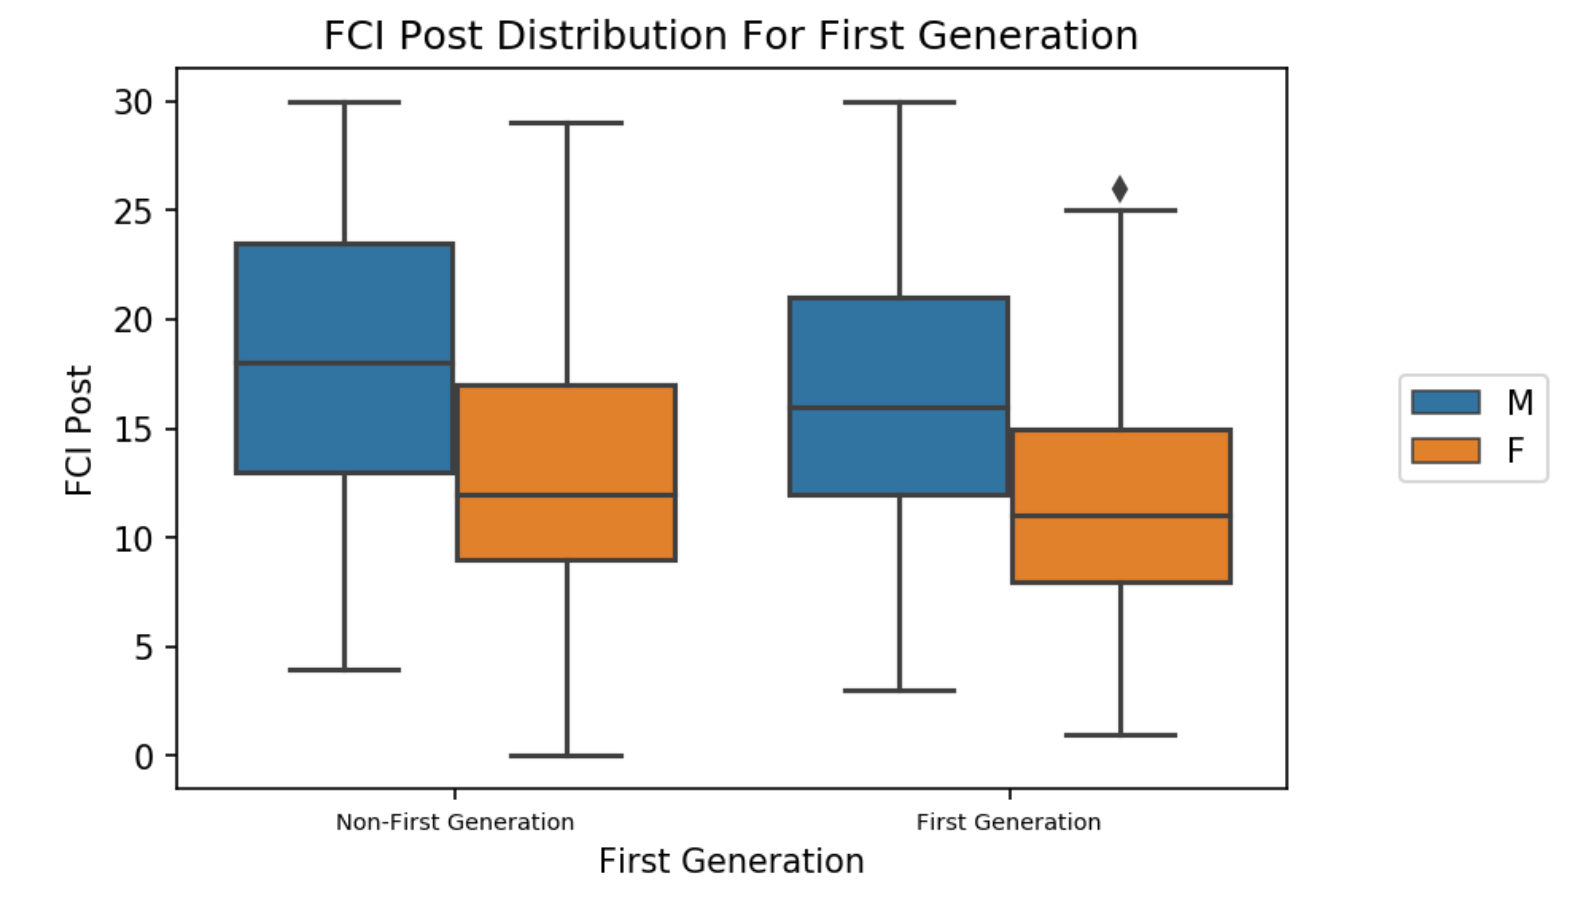 FCI Post Distribution For First Generation
30
25
20
15
10
5
0
FCI Post
Non-First Generation
First Generation
First Generation
M
F